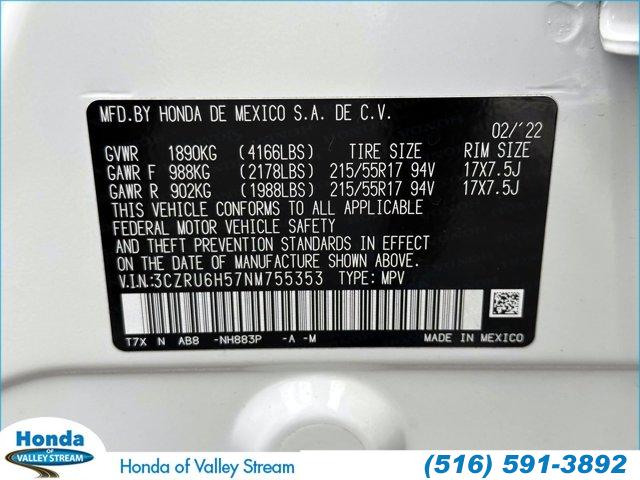 MFD.BY HONDA DE MEXICO S.A. DE C.V.
02/'22
GVWR 1890KG (4166LBS) TIRE SIZE RIM SIZE
GAWR F 988KG (2178LBS) 215/55R17 94V 17X7.5J
GAWR R 902KG (1988LBS) 215/55R17 94V 17X7.5J
THIS VEHICLE CONFORMS TO ALL APPLICABLE
FEDERAL MOTOR VEHICLE SAFETY
AND THEFT PREVENTION STANDARDS IN EFFECT
ON THE DATE OF MANUFACTURE SHOWN ABOVE.
V.I.N:3CZRU6H57NM755353 TYPE: MPV
T7X N AB8 -NH883P -A -M MADE IN MEXICO
Honda
OF
VALLEY STREAM
Honda of Valley Stream
(516) 591-3892